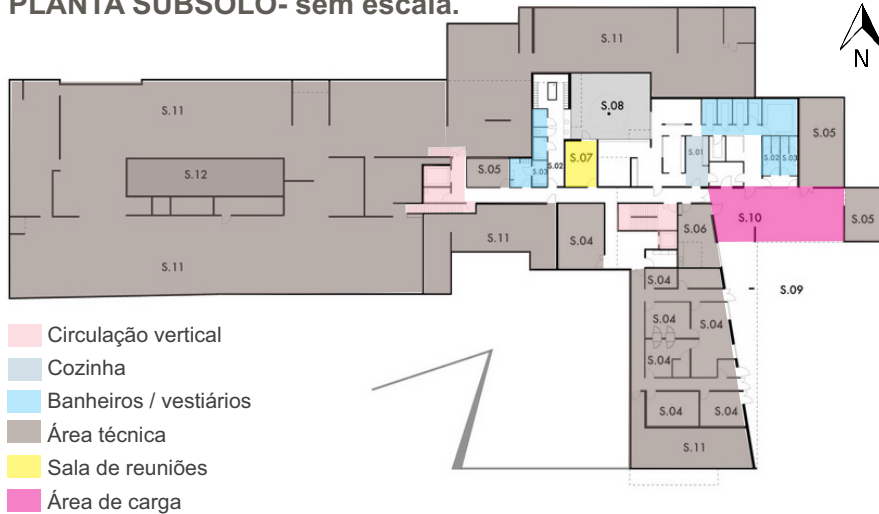 PLANTA SUBSOLO- sem escala.
N
S.11
S.11
S.08
S.05
S.01
S.12
S.05
S.03
S.02
S.07
S.02
S.03
S.10
S.05
S.06
S.11
S.04
S.11
S.04
S.09
S.04
S.04
S.04
S.04
S.04
S.11
Circulação vertical
Cozinha
Banheiros / vestiários
Área técnica
Sala de reuniões
Área de carga